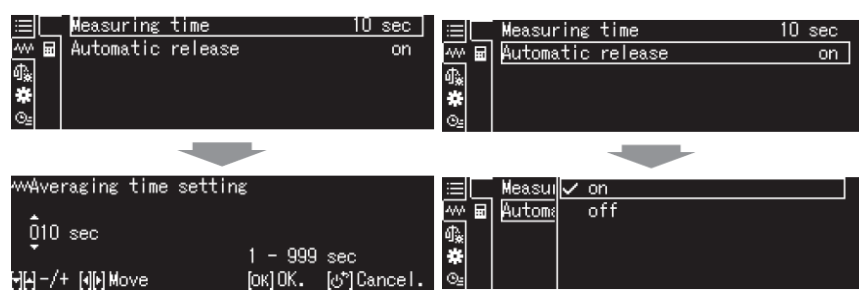 Measuring time 10 sec
Automatic release on
Measuring time 10 sec
Automatic release on
Averaging time setting
010 sec
1 - 999 sec
-/+ Move [OK]OK. Cancel.
Measu on
Automa off